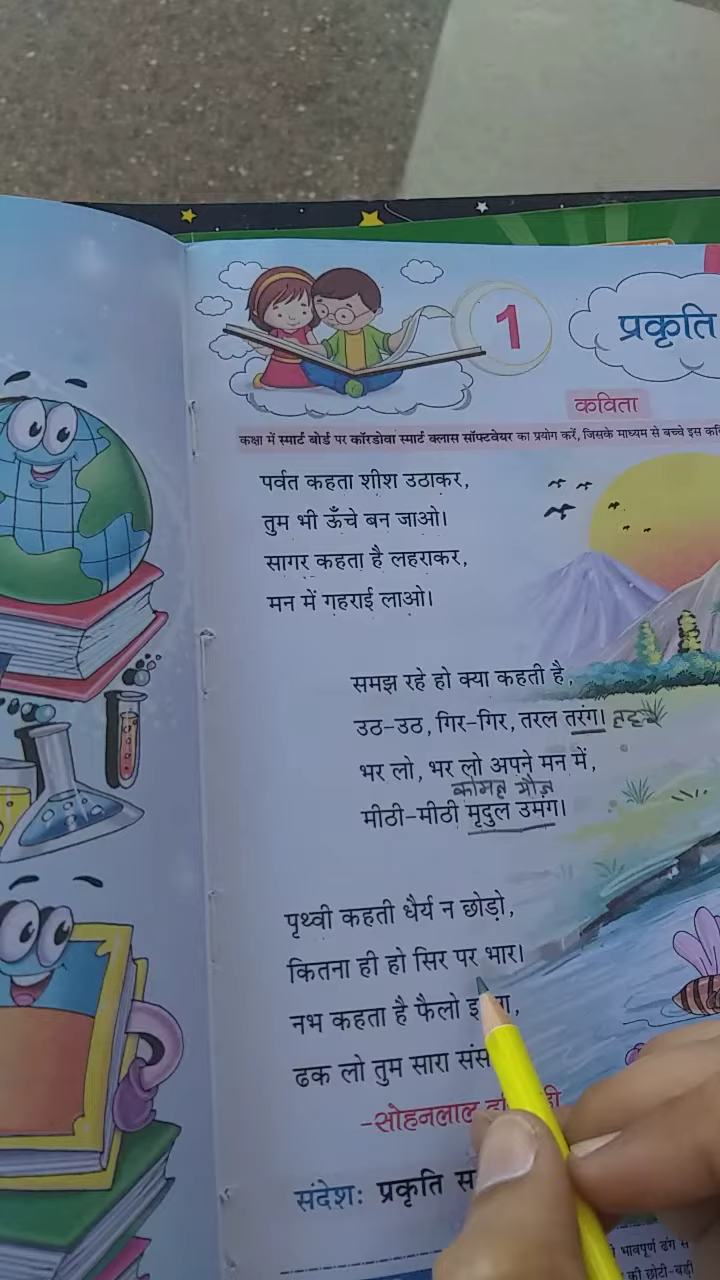 1
प्रकृति
कविता
कक्षा में स्मार्ट बोर्ड पर कॉरडोवा स्मार्ट क्लास सॉफ्टवेयर का प्रयोग करें, जिसके माध्यम से बच्चे इस
पर्वत कहता शीश उठाकर,
तुम भी ऊँचे बन जाओ।
सागर कहता है लहराकर,
मन में गहराई लाओ।
समझ रहे हो क्या कहती है,
उठ-उठ, गिर-गिर, तरल तरंग।
भर लो, भर लो अपने मन में,
कोमल मौज
मीठी-मीठी मृदुल उमंग।
पृथ्वी कहती धैर्य न छोड़ो,
कितना ही हो सिर पर भार।
नभ कहता है फैलो
ढक लो तुम सारा
-सोहनलाल
संदेश: प्रकृति
भावपूर्ण ढंग
की छोटी-बड़ी